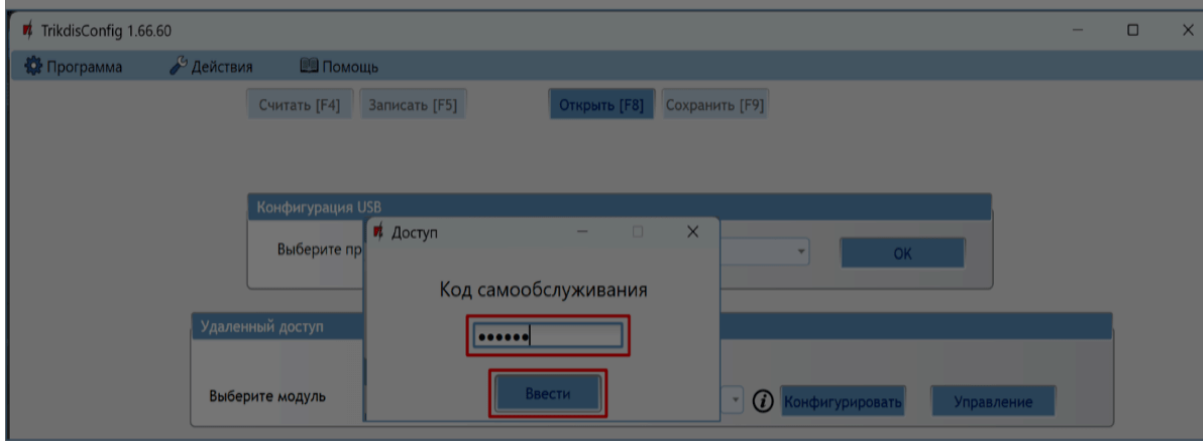 TrikdisConfig 1.66.60
Программа Действия Помощь
Считать [F4] Записать [F5] Открыть [F8] Сохранить [F9]
Конфигурация USB
Доступ
Выберите пр
OK
Код самообслуживания
••••••
Удаленный доступ
Ввести
Выберите модуль
i Конфигурировать Управление